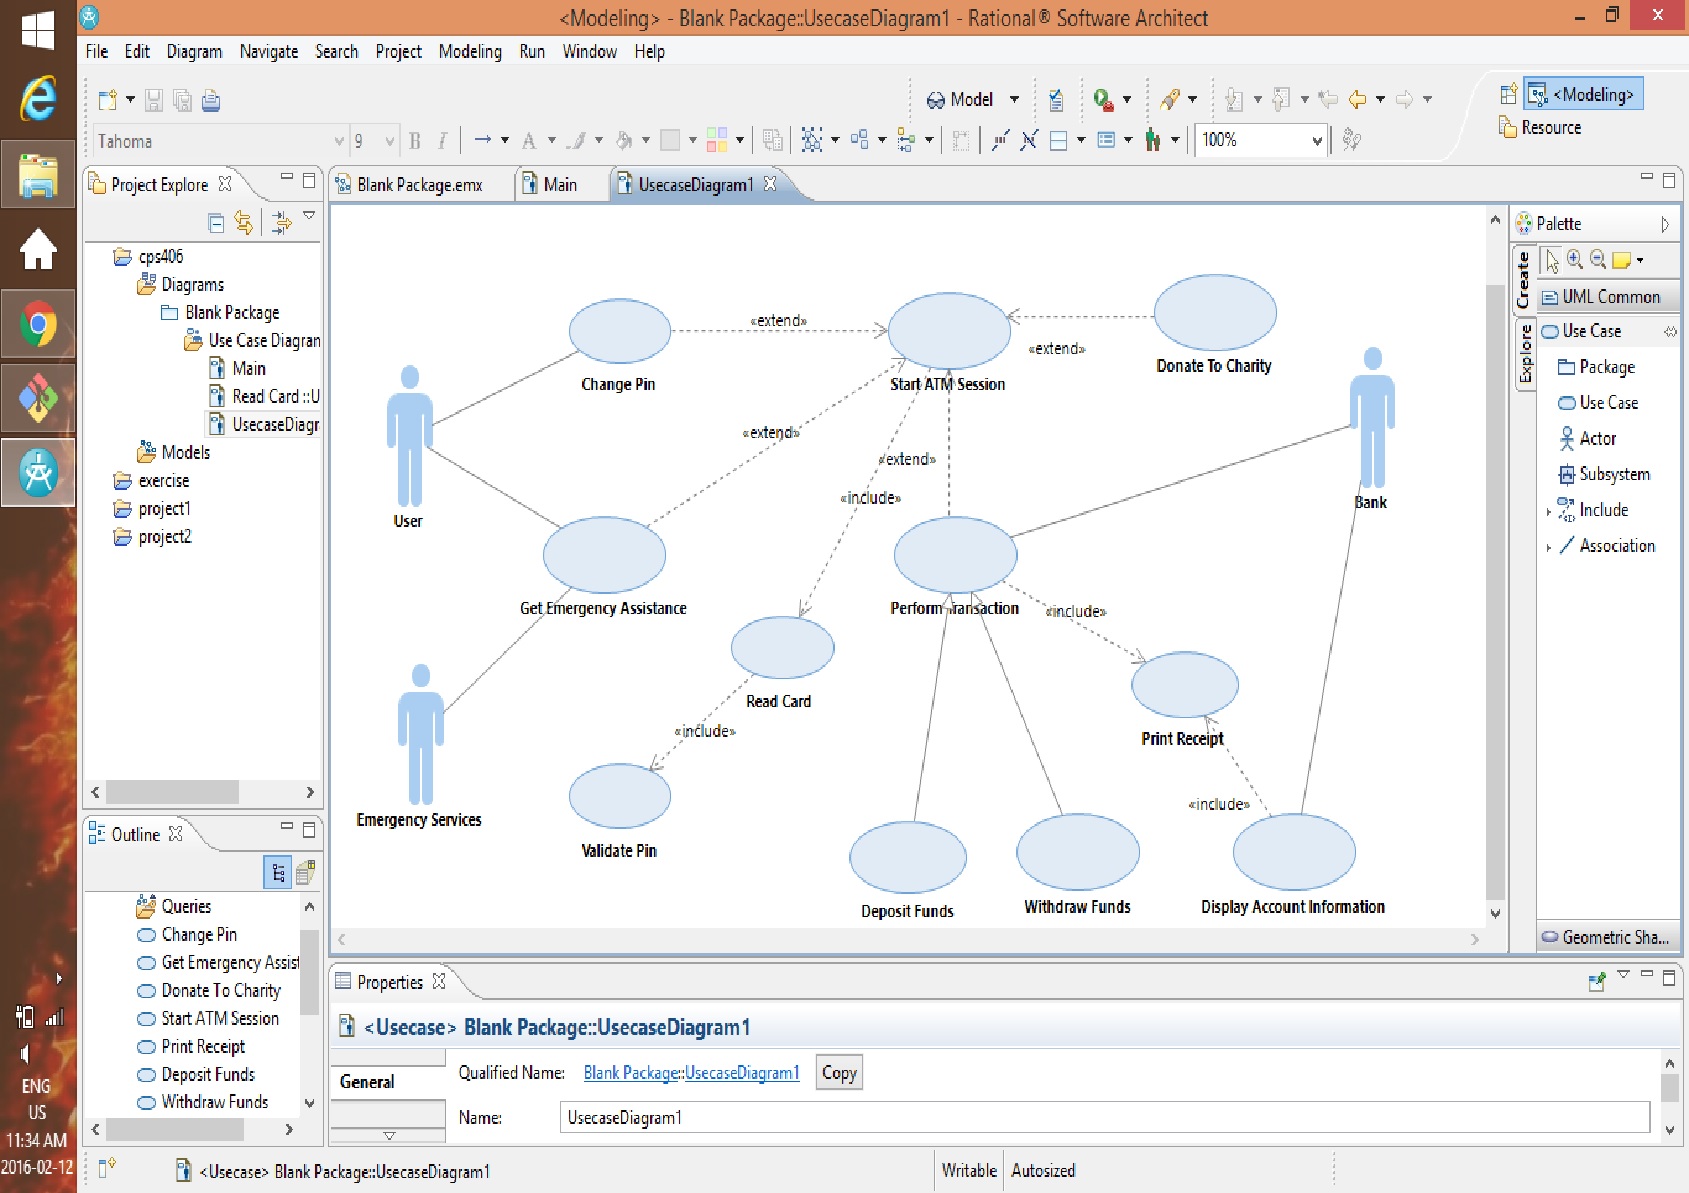 <Modeling> - Blank Package::UsecaseDiagram1 - Rational® Software Architect
File Edit Diagram Navigate Search Project Modeling Run Window Help
Model
<Modeling>
Tahoma 9 B I A 100%
Resource
Project Explore
Blank Package.emx Main UsecaseDiagram1
cps406
Diagrams
Blank Package
Use Case Diagran
Main
Read Card ::U
UsecaseDiagr
Models
exercise
project1
project2
Outline
Queries
Change Pin
Get Emergency Assist
Donate To Charity
Start ATM Session
Print Receipt
Deposit Funds
Withdraw Funds
Change Pin
«extend»
Start ATM Session
«extend»
Donate To Charity
User
«extend»
«extend»
«include»
Bank
Get Emergency Assistance
Perform Transaction
«include»
Read Card
«include»
Print Receipt
Emergency Services
Validate Pin
«include»
Deposit Funds
Withdraw Funds
Display Account Information
Palette
Create
Explore
UML Common
Use Case
Package
Use Case
Actor
Subsystem
Include
Association
Geometric Sha...
Properties
<Usecase> Blank Package::UsecaseDiagram1
General
Qualified Name: Blank Package::UsecaseDiagram1 Copy
Name: UsecaseDiagram1
<Usecase> Blank Package::UsecaseDiagram1
Writable Autosized
ENG
US
11:34 AM
2016-02-12